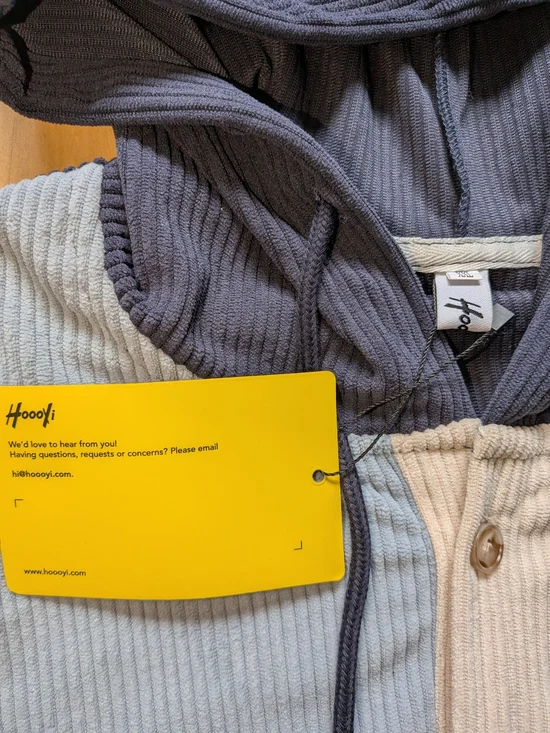 HoooYi
We'd love to hear from you!
Having questions, requests or concerns? Please email
hi@hoooyi.com.
www.hoooyi.com
Hoo